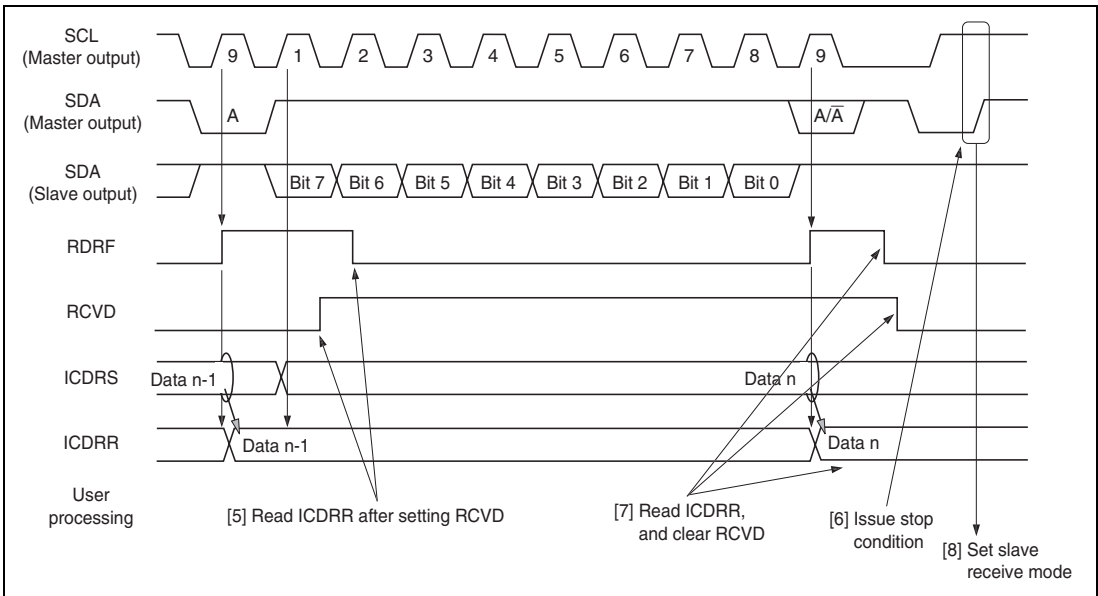 SCL
(Master output)
9 1 2 3 4 5 6 7 8 9
SDA
(Master output)
A A/A̅
SDA
(Slave output)
Bit 7 Bit 6 Bit 5 Bit 4 Bit 3 Bit 2 Bit 1 Bit 0
RDRF
RCVD
ICDRS
Data n-1 Data n
ICDRR
Data n-1 Data n
User
processing
[5] Read ICDRR after setting RCVD
[7] Read ICDRR,
and clear RCVD
[6] Issue stop
condition
[8] Set slave
receive mode